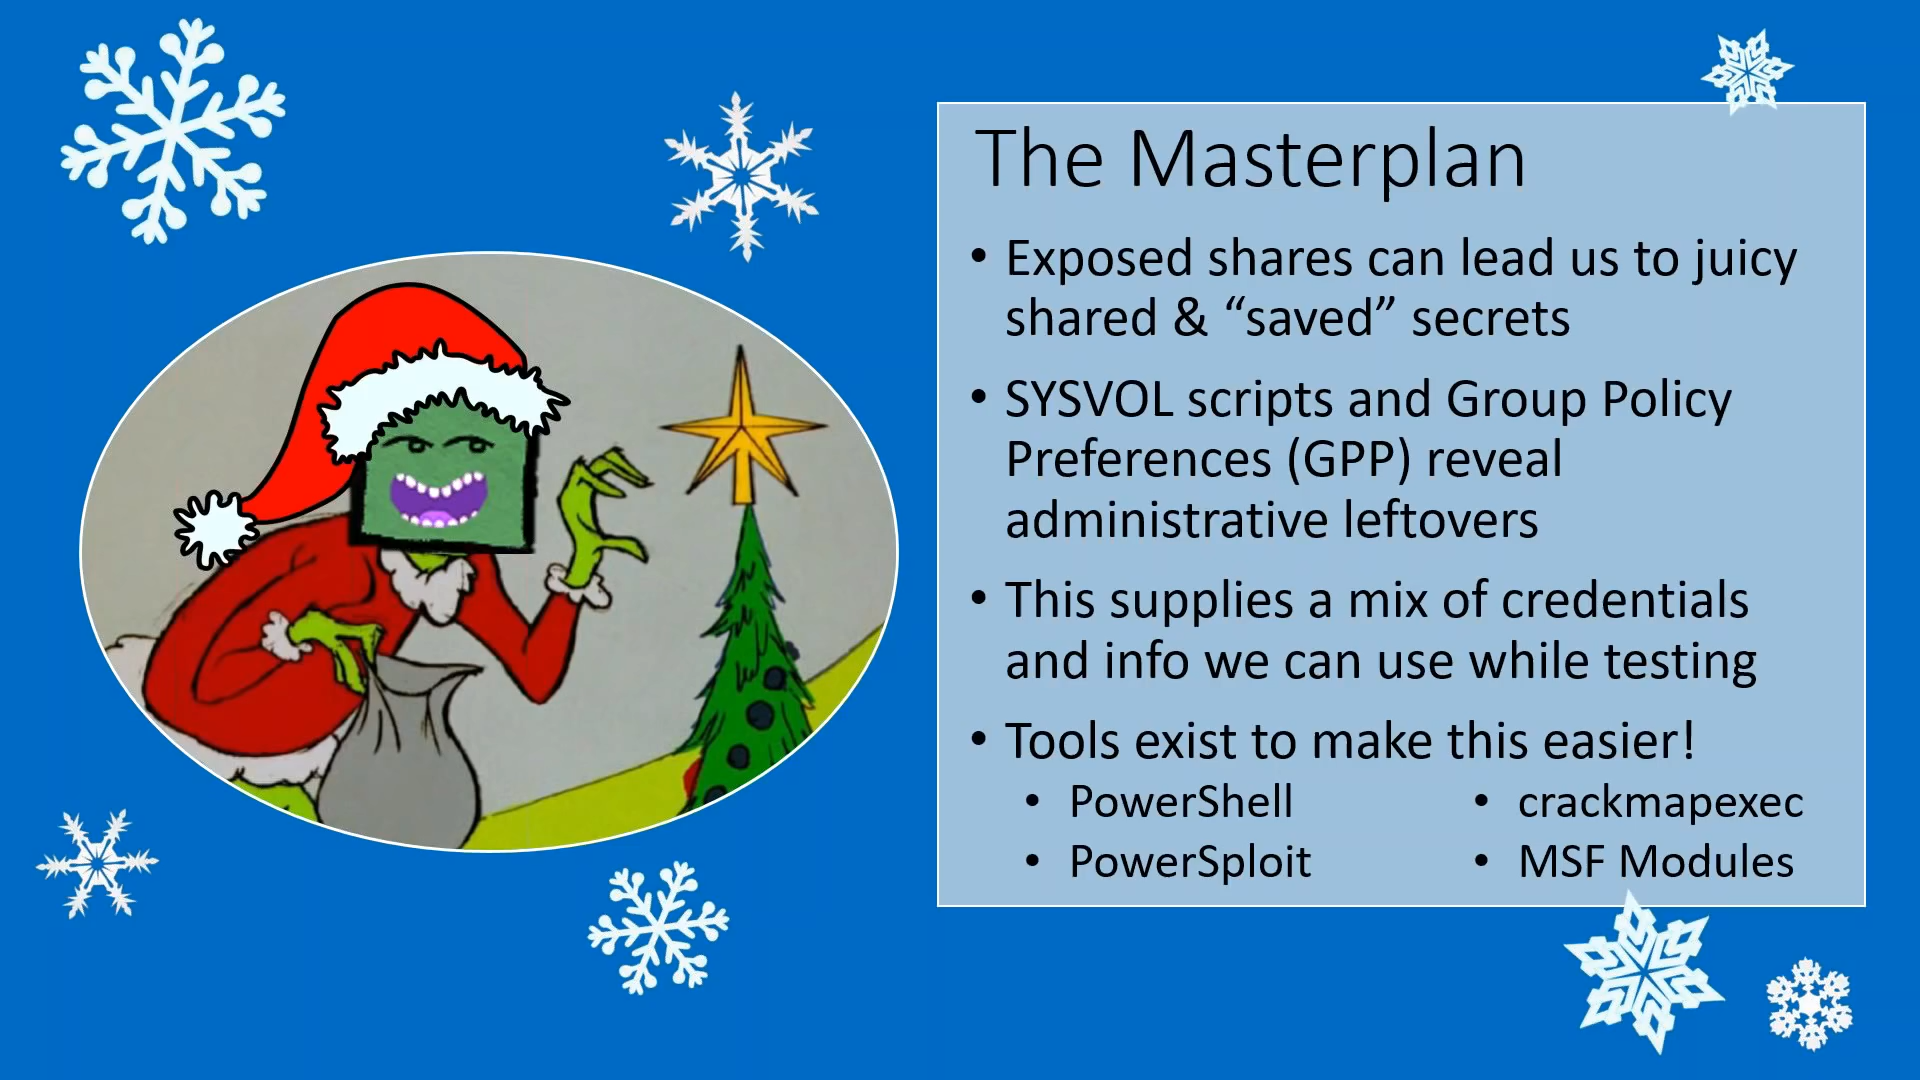 The Masterplan
• Exposed shares can lead us to juicy
shared & “saved” secrets
• SYSVOL scripts and Group Policy
Preferences (GPP) reveal
administrative leftovers
• This supplies a mix of credentials
and info we can use while testing
• Tools exist to make this easier!
• PowerShell
• PowerSploit
• crackmapexec
• MSF Modules